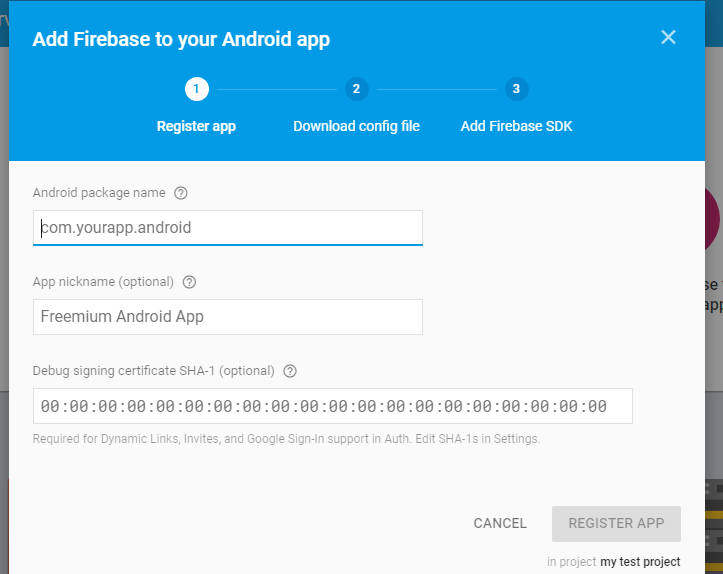 Add Firebase to your Android app
1 2 3
Register app Download config file Add Firebase SDK
Android package name
com.yourapp.android
App nickname (optional)
Freemium Android App
Debug signing certificate SHA-1 (optional)
00:00:00:00:00:00:00:00:00:00:00:00:00:00:00:00:00:00:00:00
Required for Dynamic Links, Invites, and Google Sign-In support in Auth. Edit SHA-1s in Settings.
CANCEL REGISTER APP
in project my test project